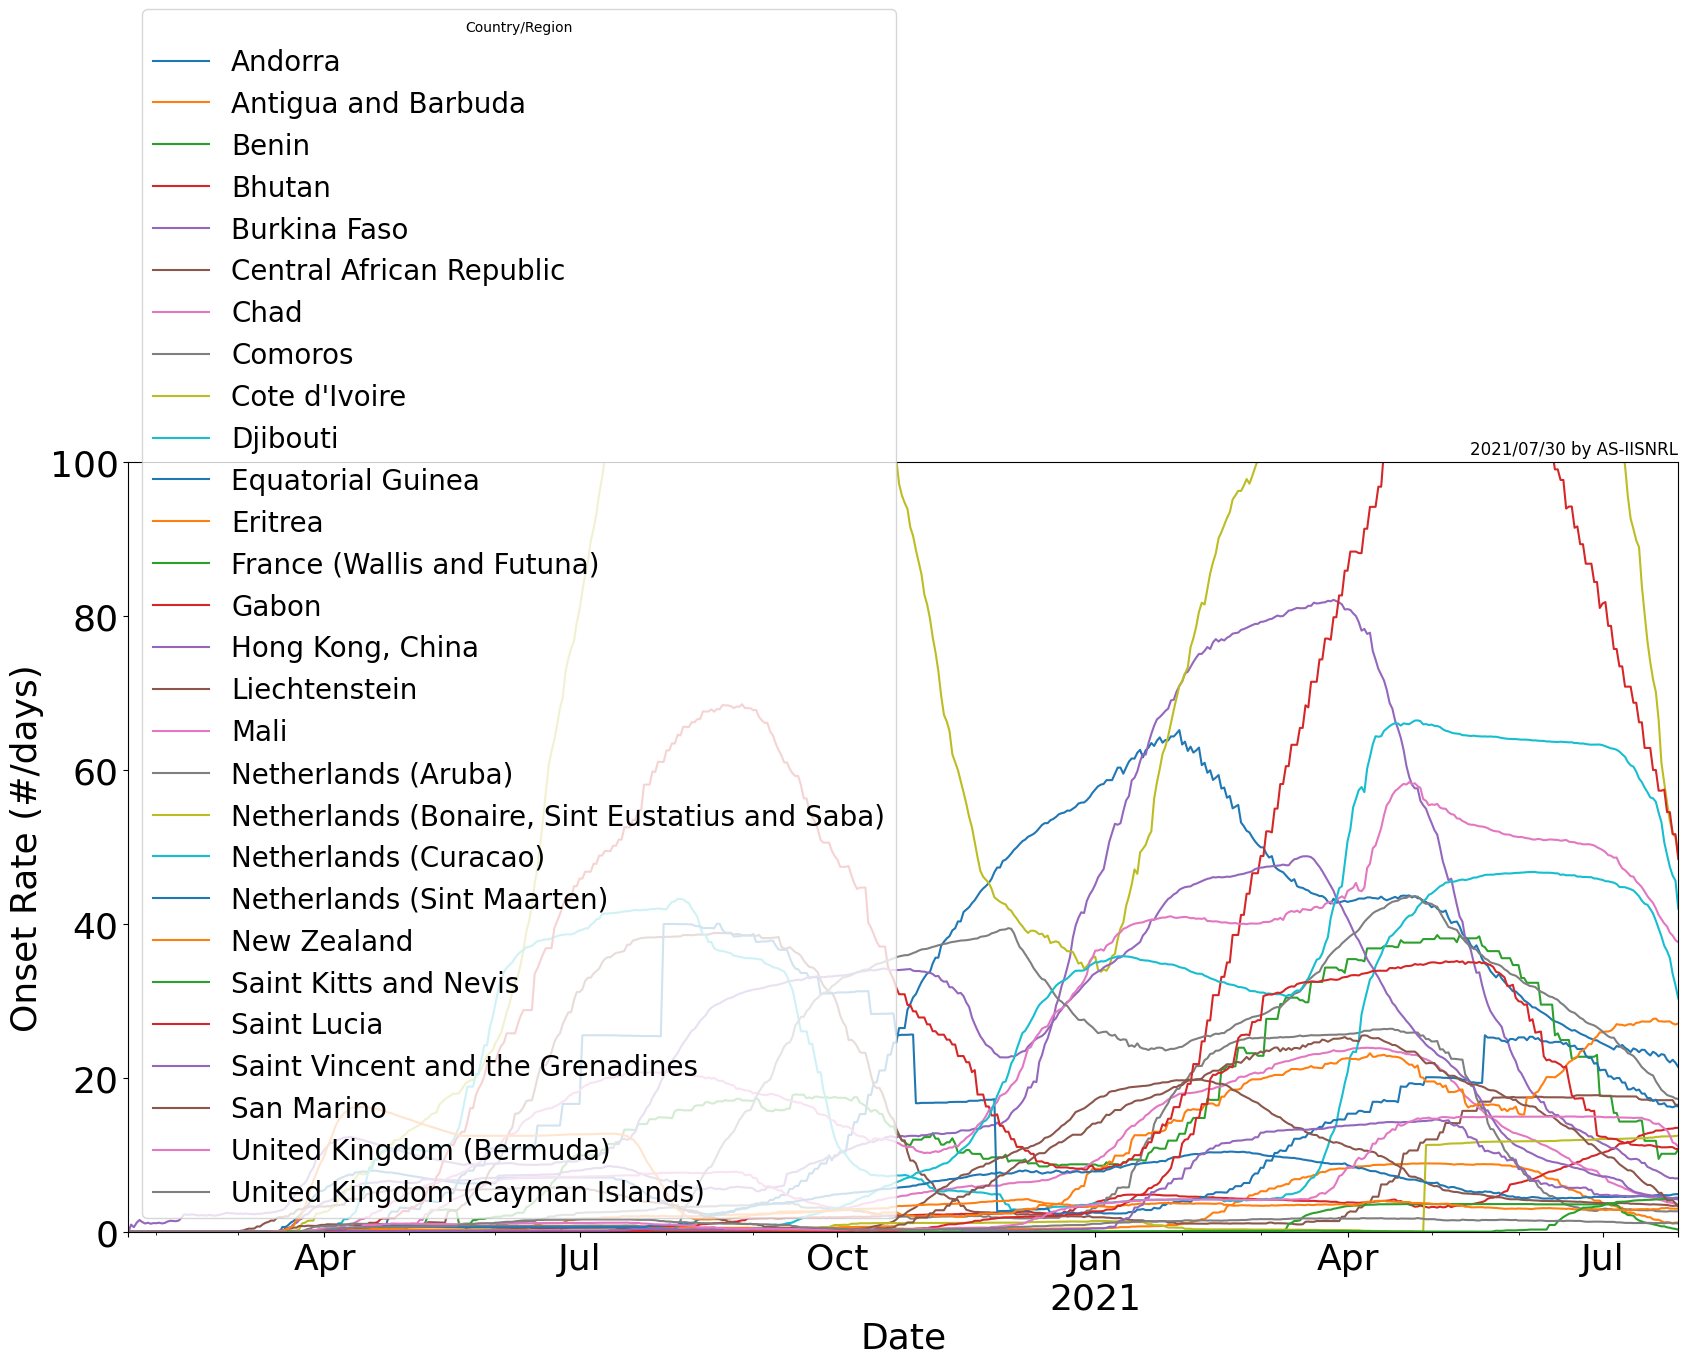 Country/Region
Andorra
Antigua and Barbuda
Benin
Bhutan
Burkina Faso
Central African Republic
Chad
Comoros
Cote d'Ivoire
Djibouti
Equatorial Guinea
Eritrea
France (Wallis and Futuna)
Gabon
Hong Kong, China
Liechtenstein
Mali
Netherlands (Aruba)
Netherlands (Bonaire, Sint Eustatius and Saba)
Netherlands (Curacao)
Netherlands (Sint Maarten)
New Zealand
Saint Kitts and Nevis
Saint Lucia
Saint Vincent and the Grenadines
San Marino
United Kingdom (Bermuda)
United Kingdom (Cayman Islands)
2021/07/30 by AS-IISNRL
100
80
60
40
20
0
Onset Rate (#/days)
Apr Jul Oct Jan Apr Jul
2021
Date